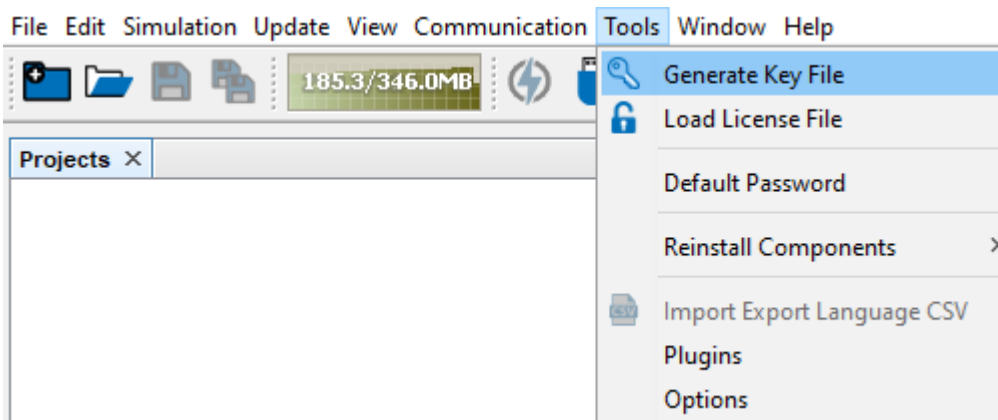 File Edit Simulation Update View Communication Tools Window Help
185.3/346.0MB
Generate Key File
Load License File
Projects
Default Password
Reinstall Components
CSV Import Export Language CSV
Plugins
Options